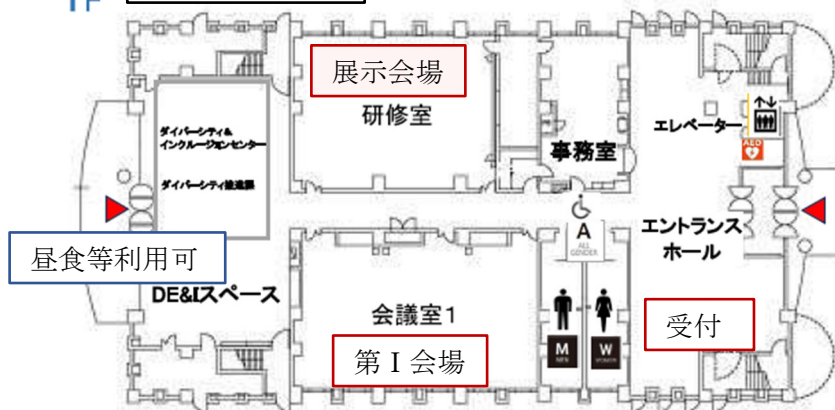 1F
展示会場
研修室
事務室
エレベーター
AED
ダイバーシティ&
インクルージョンセンター
ダイバーシティ推進課
A
ALL
GENDER
エントランス
ホール
昼食等利用可
DE&Iスペース
会議室1
第Ⅰ会場
M
MEN
W
WOMEN
受付